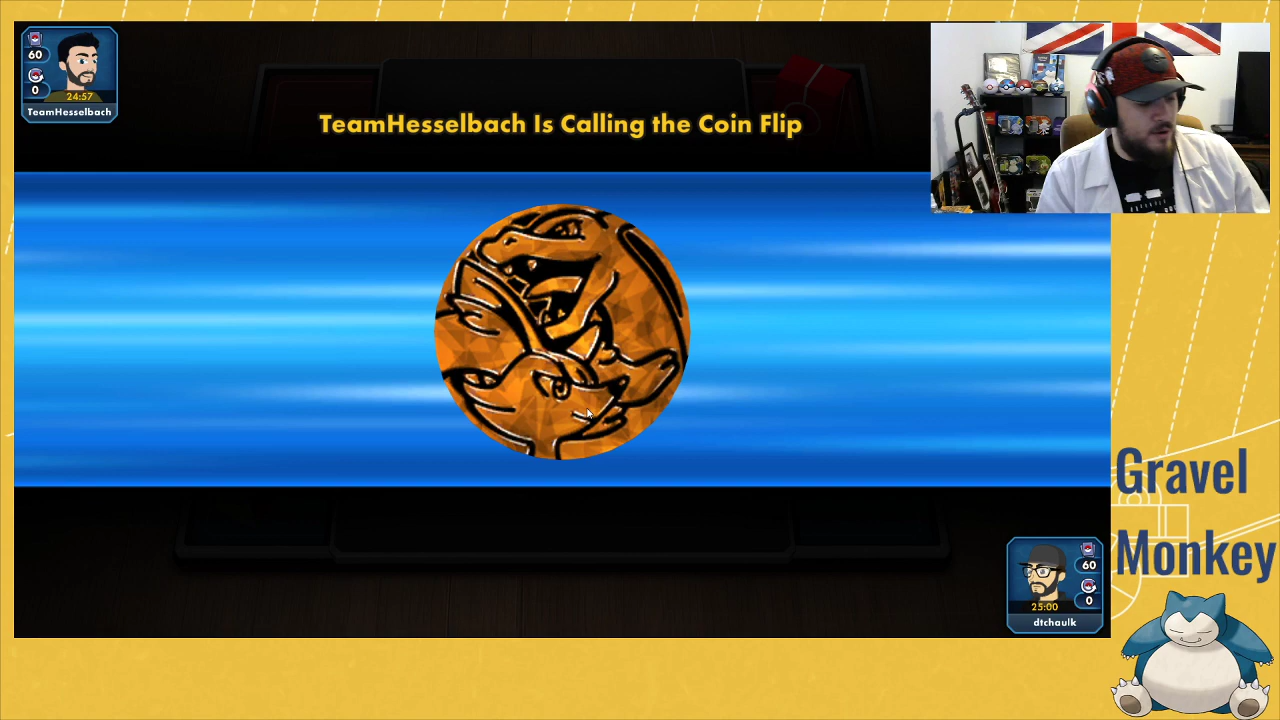 60
0
24:57
TeamHesselbach
TeamHesselbach Is Calling the Coin Flip
Gravel
Monkey
60
0
25:00
dtchaulk